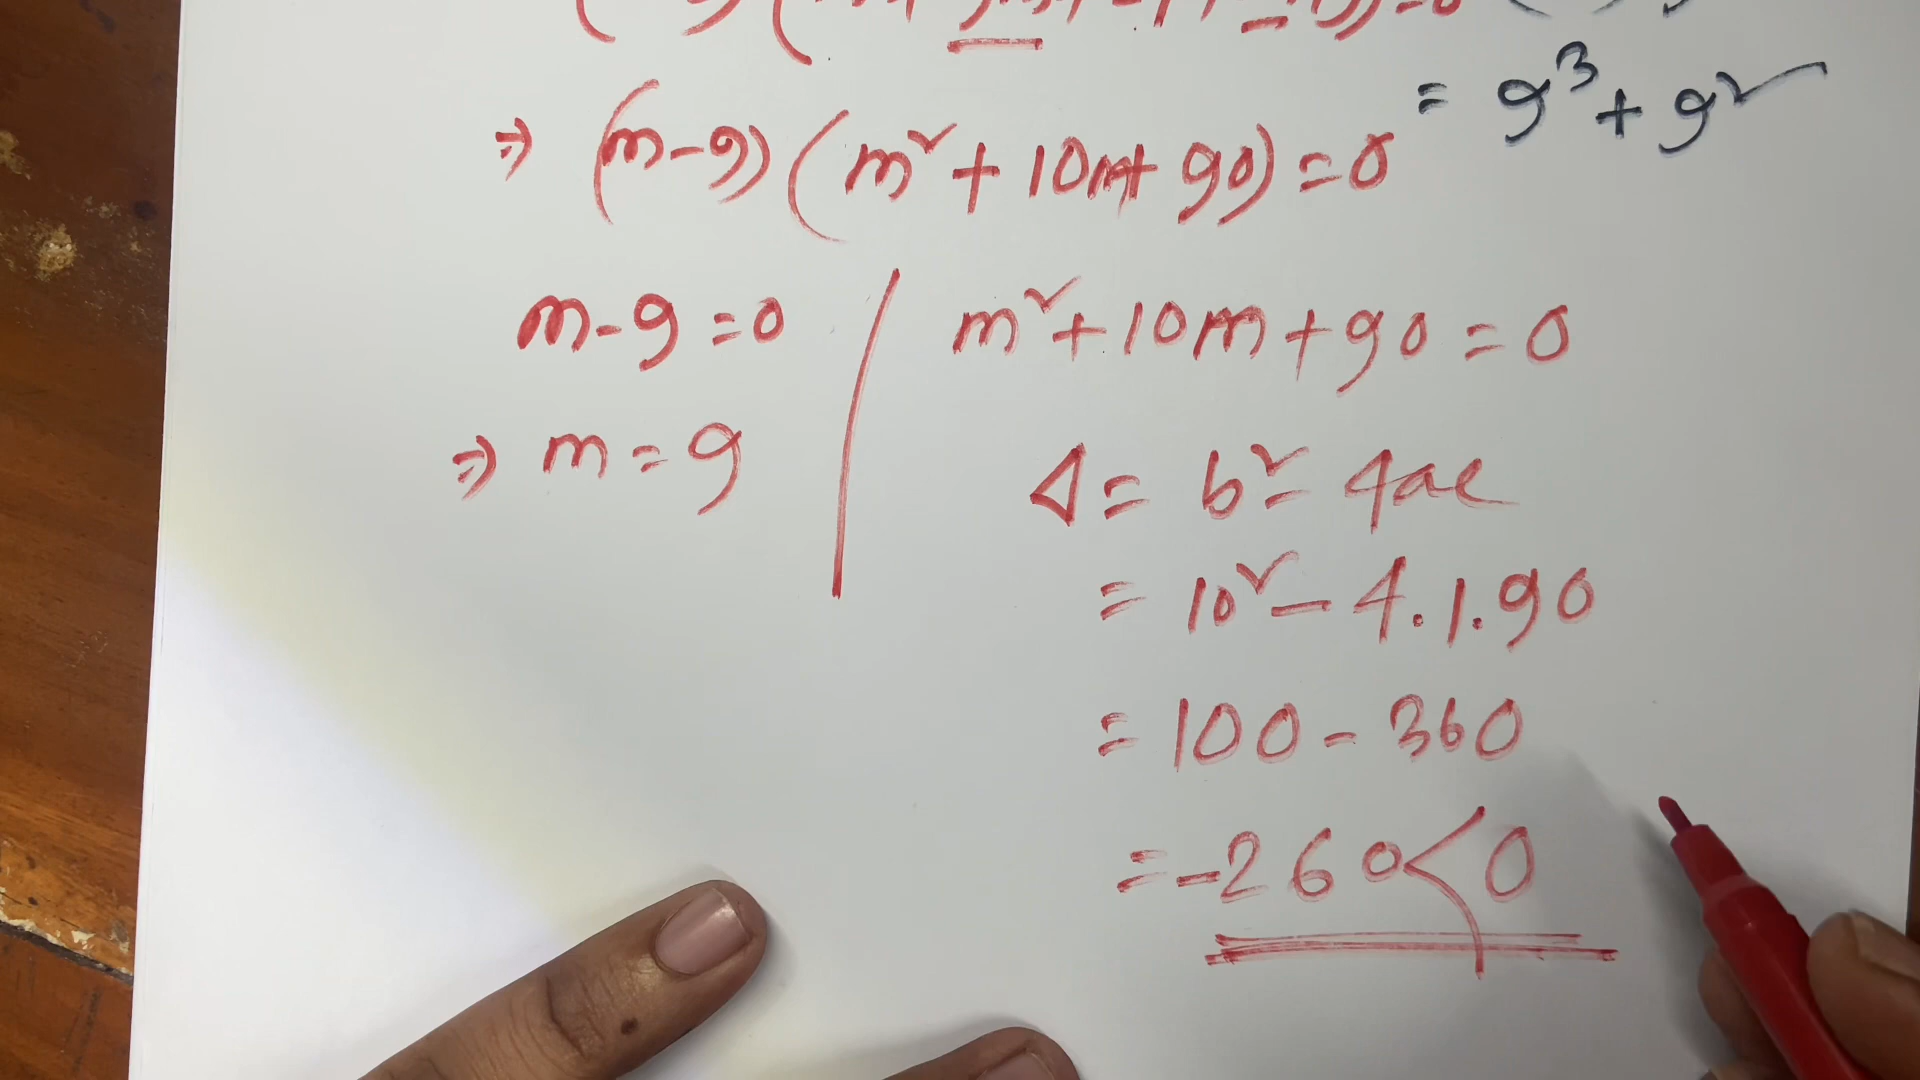 = 9³ + 9²
⇒ (m-9)(m² + 10m + 90) = 0
m-9 = 0
m² + 10m + 90 = 0
⇒ m = 9
Δ = b² - 4ac
= 10² - 4.1.90
= 100 - 360
= -260 < 0